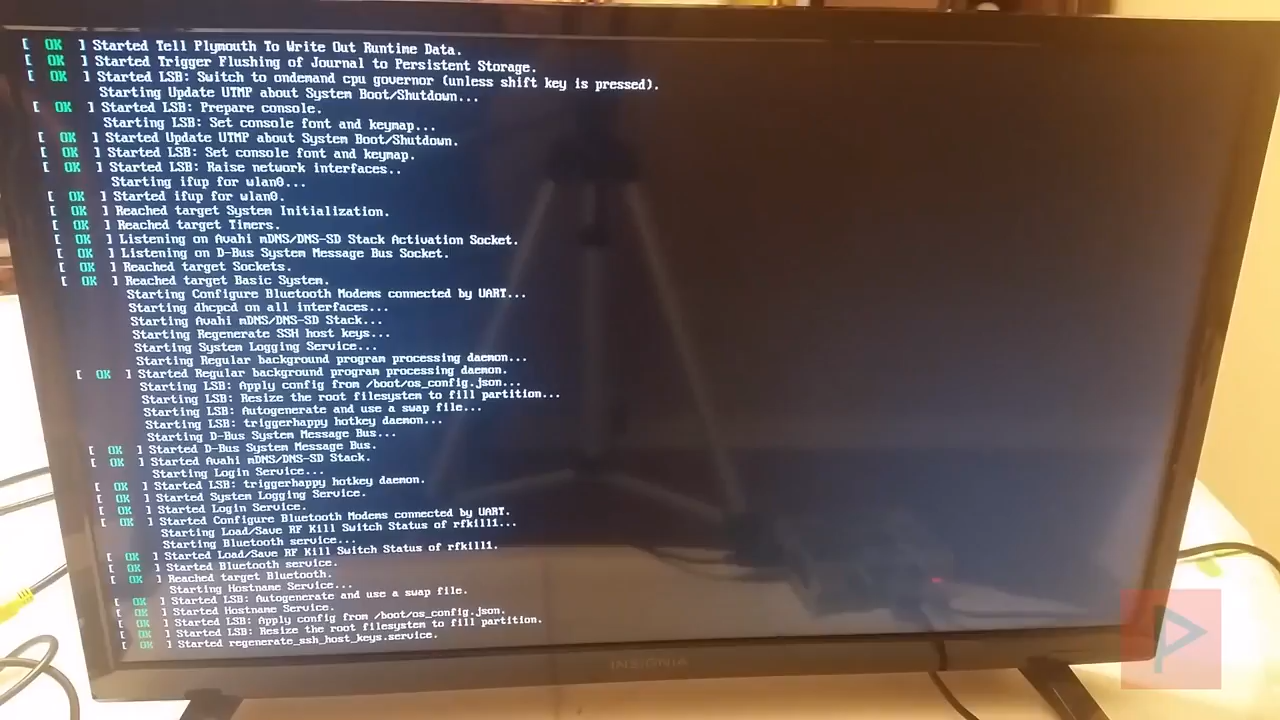 [ OK ] Started Tell Plymouth To Write Out Runtime Data.
[ OK ] Started Trigger Flushing of Journal to Persistent Storage.
[ OK ] Started LSB: Switch to ondemand cpu governor (unless shift key is pressed).
Starting Update UTMP about System Boot/Shutdown...
[ OK ] Started LSB: Prepare console.
Starting LSB: Set console font and keymap...
[ OK ] Started Update UTMP about System Boot/Shutdown.
[ OK ] Started LSB: Set console font and keymap.
[ OK ] Started LSB: Raise network interfaces..
Starting ifup for wlan0...
[ OK ] Started ifup for wlan0.
[ OK ] Reached target System Initialization.
[ OK ] Reached target Timers.
[ OK ] Listening on Avahi mDNS/DNS-SD Stack Activation Socket.
[ OK ] Listening on D-Bus System Message Bus Socket.
[ OK ] Reached target Sockets.
[ OK ] Reached target Basic System.
Starting Configure Bluetooth Modems connected by UART...
Starting dhcpcd on all interfaces...
Starting Avahi mDNS/DNS-SD Stack...
Starting Regenerate SSH host keys...
Starting System Logging Service...
Starting Regular background program processing daemon...
[ OK ] Started Regular background program processing daemon.
Starting LSB: Apply config from /boot/os_config.json...
Starting LSB: Resize the root filesystem to fill partition...
Starting LSB: Autogenerate and use a swap file...
Starting LSB: triggerhappy hotkey daemon...
Starting D-Bus System Message Bus...
[ OK ] Started D-Bus System Message Bus.
[ OK ] Started Avahi mDNS/DNS-SD Stack.
Starting Login Service...
[ OK ] Started LSB: triggerhappy hotkey daemon.
[ OK ] Started System Logging Service.
[ OK ] Started Login Service.
[ OK ] Started Configure Bluetooth Modems connected by UART.
Starting Load/Save RF Kill Switch Status of rfkill1...
Starting Bluetooth service...
[ OK ] Started Load/Save RF Kill Switch Status of rfkill1.
[ OK ] Started Bluetooth service.
[ OK ] Reached target Bluetooth.
Starting Hostname Service...
[ OK ] Started LSB: Autogenerate and use a swap file.
[ OK ] Started Hostname Service.
[ OK ] Started LSB: Apply config from /boot/os_config.json.
[ OK ] Started LSB: Resize the root filesystem to fill partition.
[ OK ] Started regenerate_ssh_host_keys.service.
INSIGNIA
P